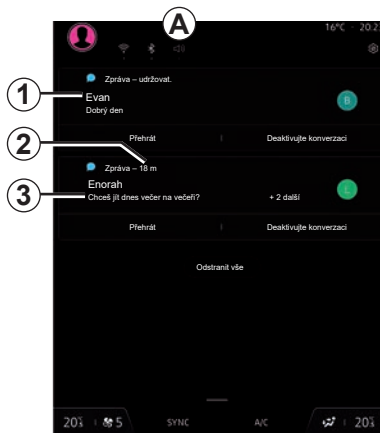 A
16°C 20:2
Zpráva – udržovat.
1
Evan
B
Dobrý den
2
Přehrát Deaktivujte konverzaci
Zpráva – 18 m
3
Enorah
L
Chceš jít dnes večer na večeři? + 2 další
Přehrát Deaktivujte konverzaci
Odstranit vše
20 5 SYNC A/C 20